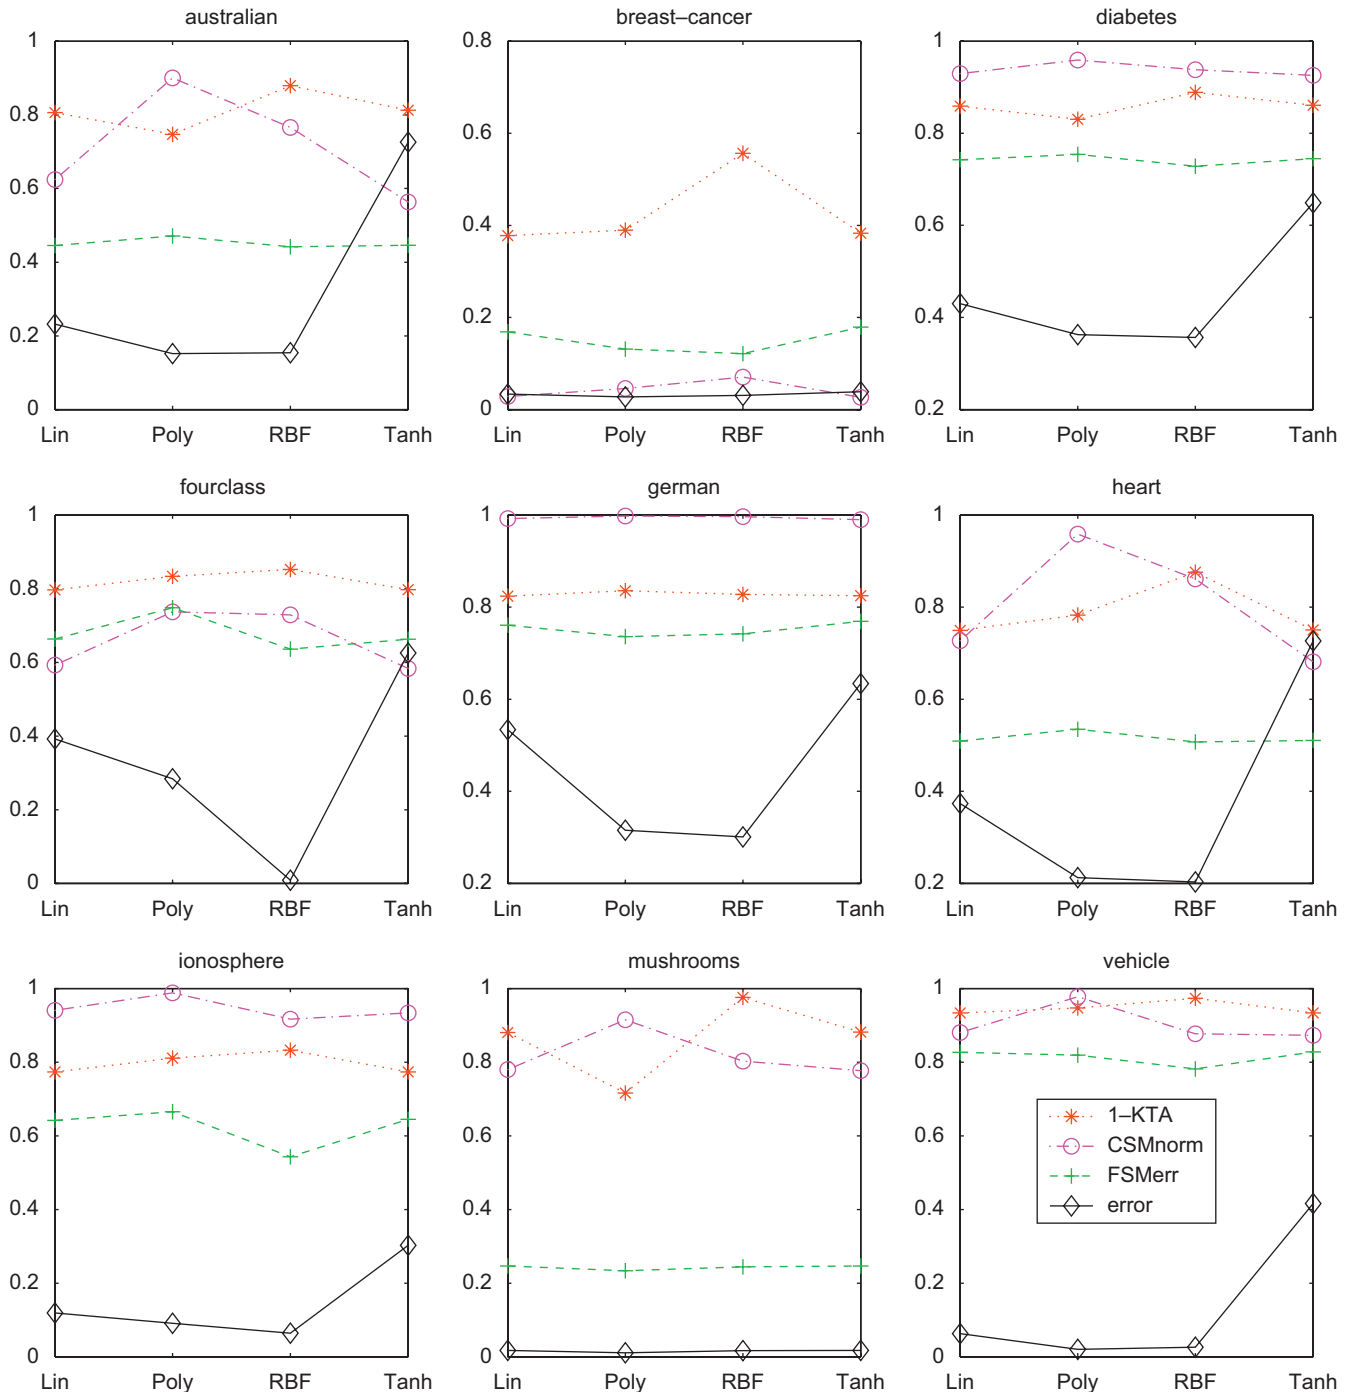 australian
1
0.8
0.6
0.4
0.2
0
Lin Poly RBF Tanh
breast–cancer
0.8
0.6
0.4
0.2
0
Lin Poly RBF Tanh
diabetes
1
0.8
0.6
0.4
0.2
Lin Poly RBF Tanh
fourclass
1
0.8
0.6
0.4
0.2
0
Lin Poly RBF Tanh
german
1
0.8
0.6
0.4
0.2
Lin Poly RBF Tanh
heart
1
0.8
0.6
0.4
0.2
Lin Poly RBF Tanh
ionosphere
1
0.8
0.6
0.4
0.2
0
Lin Poly RBF Tanh
mushrooms
1
0.8
0.6
0.4
0.2
0
Lin Poly RBF Tanh
vehicle
1
0.8
0.6
0.4
0.2
0
1–KTA
CSMnorm
FSMerr
error
Lin Poly RBF Tanh